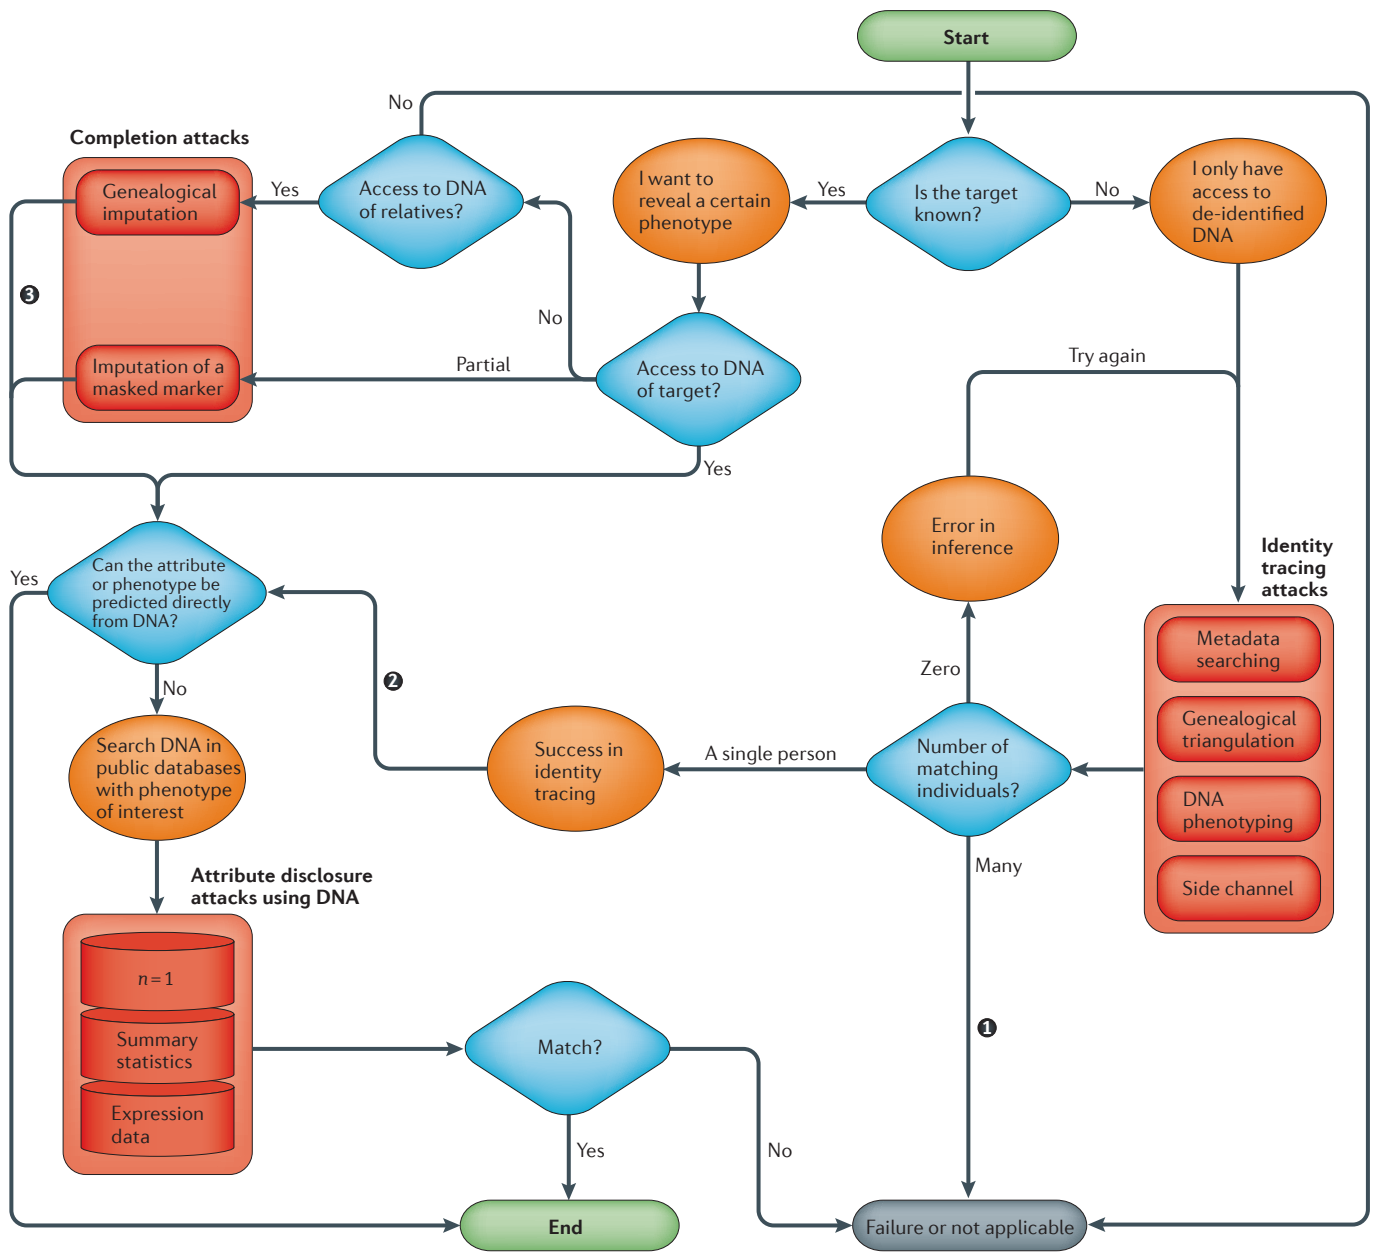 Start
No
Completion attacks
Genealogical
imputation
Yes
Access to DNA
of relatives?
I want to
reveal a certain
phenotype
Yes
Is the target
known?
No
I only have
access to
de-identified
DNA
3
No
Imputation of a
masked marker
Partial
Access to DNA
of target?
Try again
Yes
Error in
inference
Identity
tracing
attacks
Yes
Can the attribute
or phenotype be
predicted directly
from DNA?
Metadata
searching
Zero
2
No
Genealogical
triangulation
Search DNA in
public databases
with phenotype
of interest
Success in
identity
tracing
A single person
Number of
matching
individuals?
DNA
phenotyping
Many
Side channel
Attribute disclosure
attacks using DNA
n = 1
Summary
statistics
Expression
data
Match?
1
Yes
No
End
Failure or not applicable